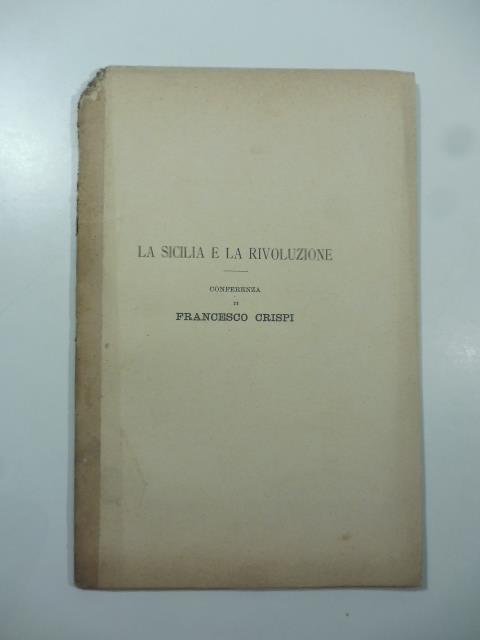 LA SICILIA E LA RIVOLUZIONE
CONFERENZA
DI
FRANCESCO CRISPI